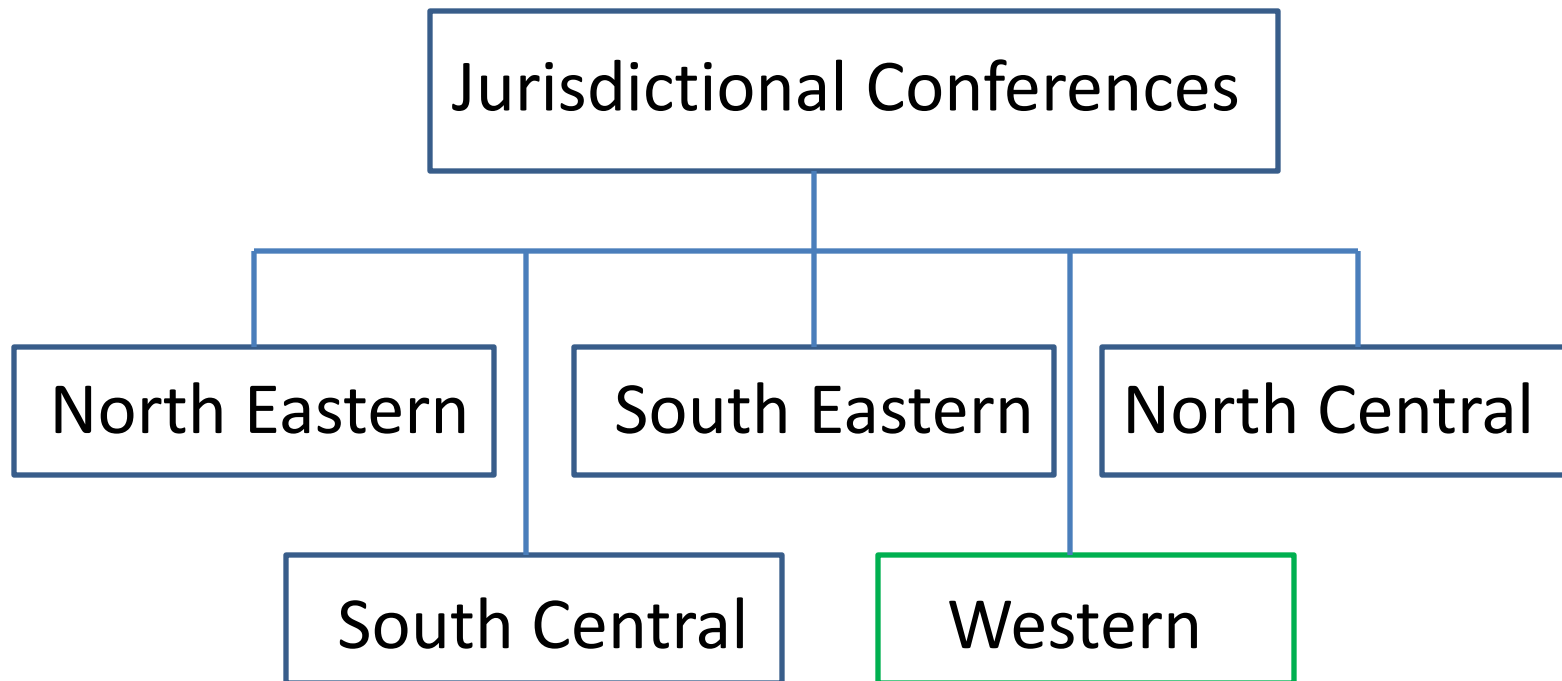 Jurisdictional Conferences
North Eastern
South Eastern
North Central
South Central
Western